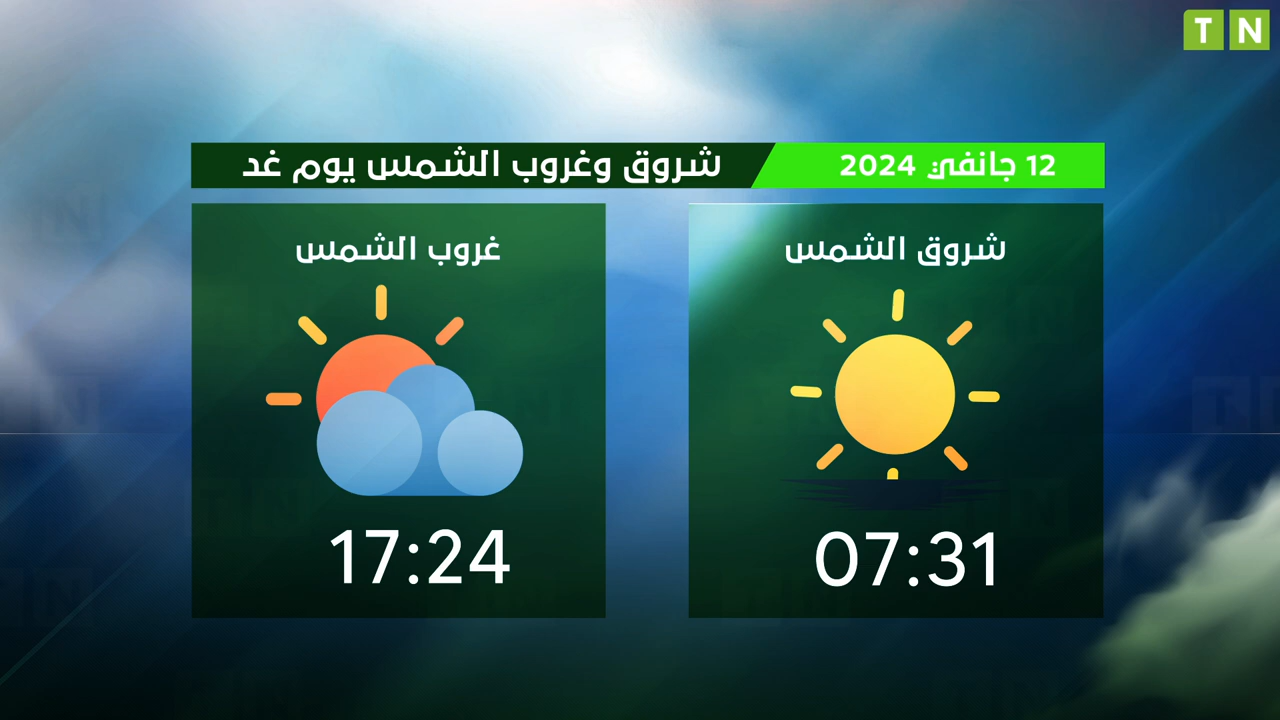 TN
12 جانفي 2024
شروق وغروب الشمس يوم غد
شروق الشمس
07:31
غروب الشمس
17:24